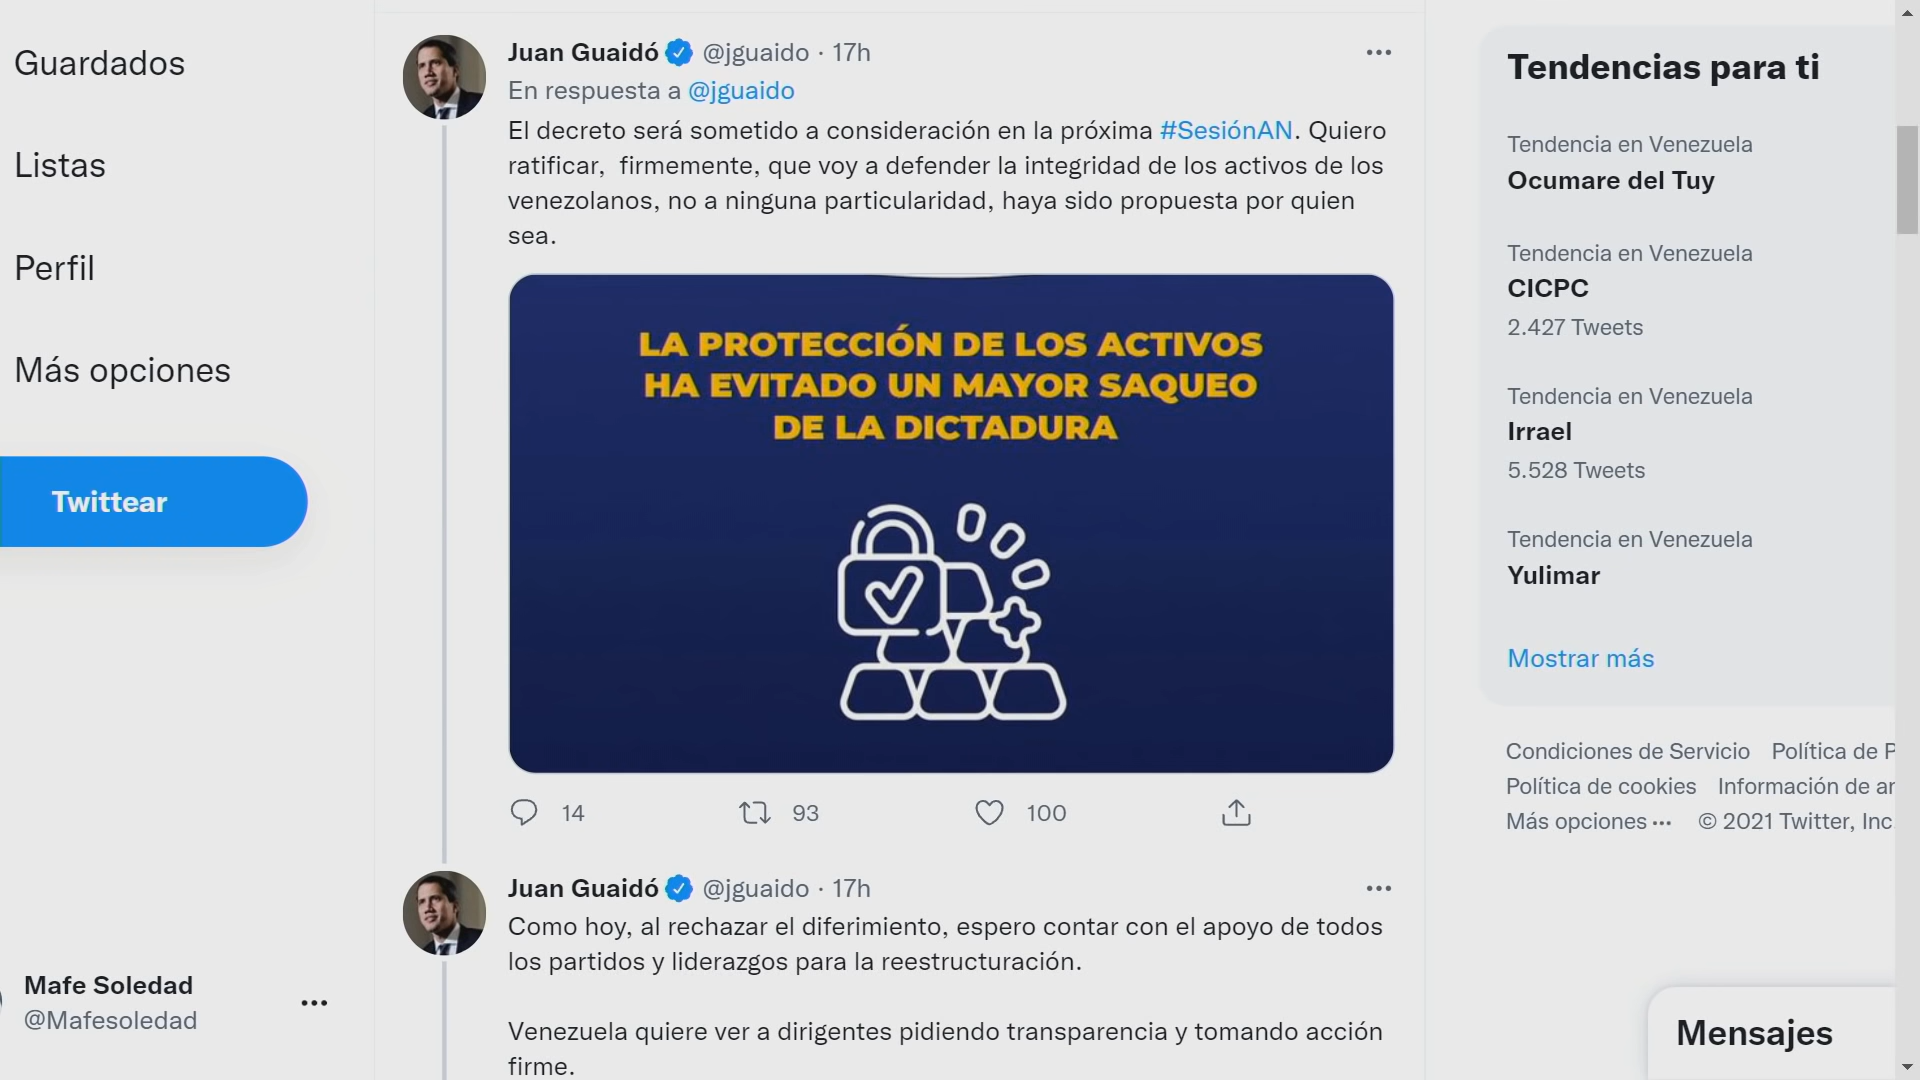 Guardados
Listas
Perfil
Más opciones
Twittear
Mafe Soledad
@Mafesoledad
Juan Guaidó @jguaido · 17h
En respuesta a @jguaido
El decreto será sometido a consideración en la próxima #SesiónAN. Quiero
ratificar,  firmemente, que voy a defender la integridad de los activos de los
venezolanos, no a ninguna particularidad, haya sido propuesta por quien
sea.
LA PROTECCIÓN DE LOS ACTIVOS
HA EVITADO UN MAYOR SAQUEO
DE LA DICTADURA
14 93 100
Juan Guaidó @jguaido · 17h
Como hoy, al rechazar el diferimiento, espero contar con el apoyo de todos
los partidos y liderazgos para la reestructuración.
Venezuela quiere ver a dirigentes pidiendo transparencia y tomando acción
firme.
Tendencias para ti
Tendencia en Venezuela
Ocumare del Tuy
Tendencia en Venezuela
CICPC
2.427 Tweets
Tendencia en Venezuela
Irrael
5.528 Tweets
Tendencia en Venezuela
Yulimar
Mostrar más
Condiciones de Servicio Política de P
Política de cookies Información de ar
Más opciones ··· © 2021 Twitter, Inc.
Mensajes